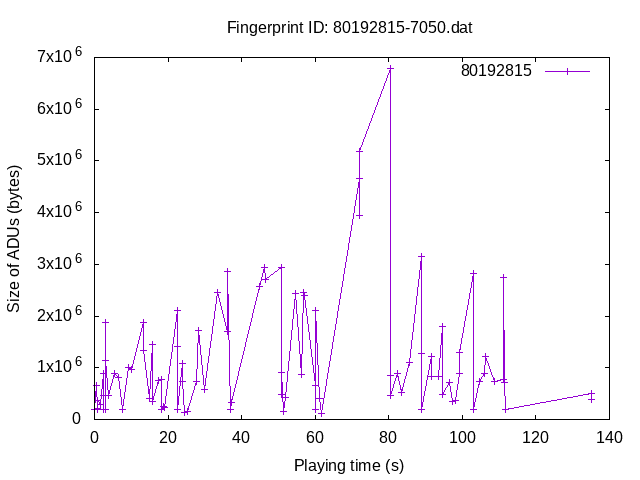 Fingerprint ID: 80192815-7050.dat
7x10^6
80192815
6x10^6
5x10^6
4x10^6
3x10^6
2x10^6
1x10^6
0
Size of ADUs (bytes)
0 20 40 60 80 100 120 140
Playing time (s)